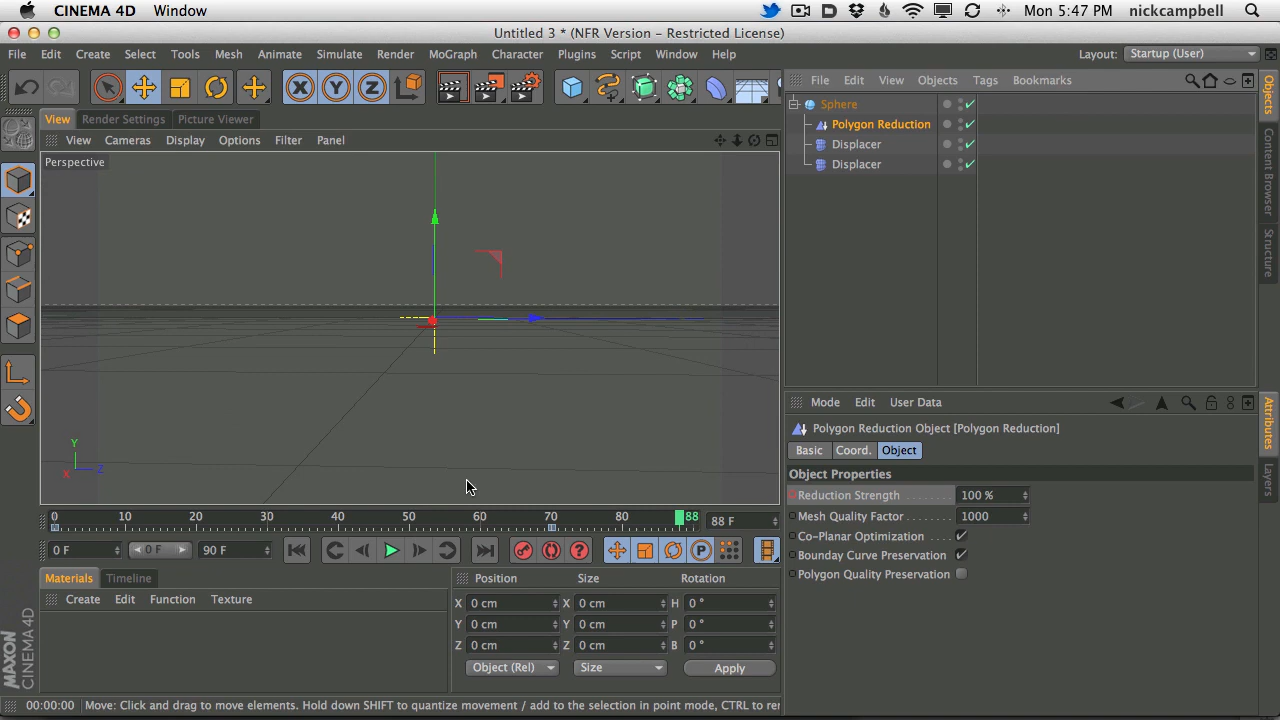 CINEMA 4D Window Mon 5:47 PM nickcampbell
Untitled 3 * (NFR Version - Restricted License)
File Edit Create Select Tools Mesh Animate Simulate Render MoGraph Character Plugins Script Window Help Layout: Startup (User)
X Y Z
File Edit View Objects Tags Bookmarks
View Render Settings Picture Viewer
View Cameras Display Options Filter Panel
Perspective
Sphere
Polygon Reduction
Displacer
Displacer
Objects
Content Browser
Structure
Mode Edit User Data
Polygon Reduction Object [Polygon Reduction]
Basic Coord. Object
Object Properties
Reduction Strength ........ 100 %
Mesh Quality Factor ....... 1000
Co-Planar Optimization ....
Boundary Curve Preservation
Polygon Quality Preservation
Attributes
Layers
Y
X Z
0 10 20 30 40 50 60 70 80 88 88 F
0 F 0 F 90 F P
Materials Timeline
Create Edit Function Texture
Position Size Rotation
X 0 cm X 0 cm H 0 °
Y 0 cm Y 0 cm P 0 °
Z 0 cm Z 0 cm B 0 °
Object (Rel) Size Apply
MAXON
CINEMA 4D
00:00:00 Move: Click and drag to move elements. Hold down SHIFT to quantize movement / add to the selection in point mode, CTRL to rer